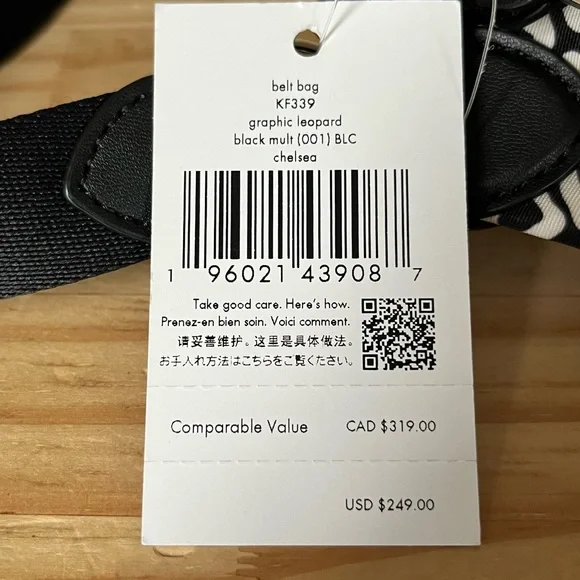 belt bag
KF339
graphic leopard
black mult (001) BLC
chelsea
1 96021 43908 7
Take good care. Here's how.
Prenez-en bien soin. Voici comment.
请妥善维护。这里是具体做法。
お手入れ方法はこちらをご覧ください。
Comparable Value CAD $319.00
USD $249.00